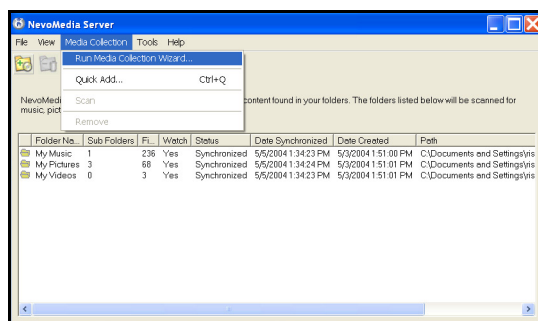 NevoMedia Server
File View Media Collection Tools Help
Run Media Collection Wizard...
Quick Add... Ctrl+Q
Scan
Remove
NevoMedi content found in your folders. The folders listed below will be scanned for
music, pict
Folder Na... Sub Folders Fi... Watch Status Date Synchronized Date Created Path
My Music 1 236 Yes Synchronized 5/5/2004 1:34:23 PM 5/3/2004 1:51:00 PM C:\Documents and Settings\ris
My Pictures 3 68 Yes Synchronized 5/5/2004 1:34:24 PM 5/3/2004 1:51:01 PM C:\Documents and Settings\ris
My Videos 0 3 Yes Synchronized 5/5/2004 1:34:23 PM 5/3/2004 1:51:01 PM C:\Documents and Settings\ris